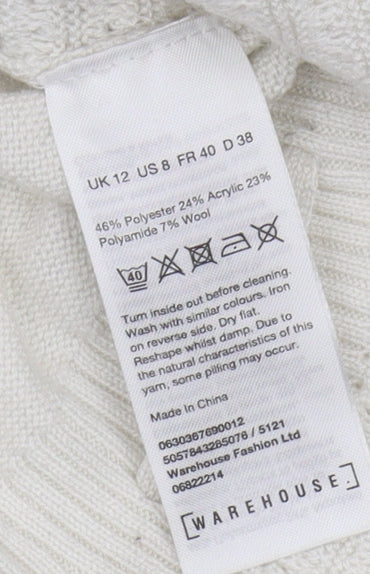 UK 12 US 8 FR 40 D 38
46% Polyester 24% Acrylic 23%
Polyamide 7% Wool
40
Turn inside out before cleaning.
Wash with similar colours. Iron
on reverse side. Dry flat.
Reshape whilst damp. Due to
the natural characteristics of this
yarn, some pilling may occur.
Made In China
0630367690012
5057843285078 / 5121
Warehouse Fashion Ltd
06822214
[WAREHOUSE.]